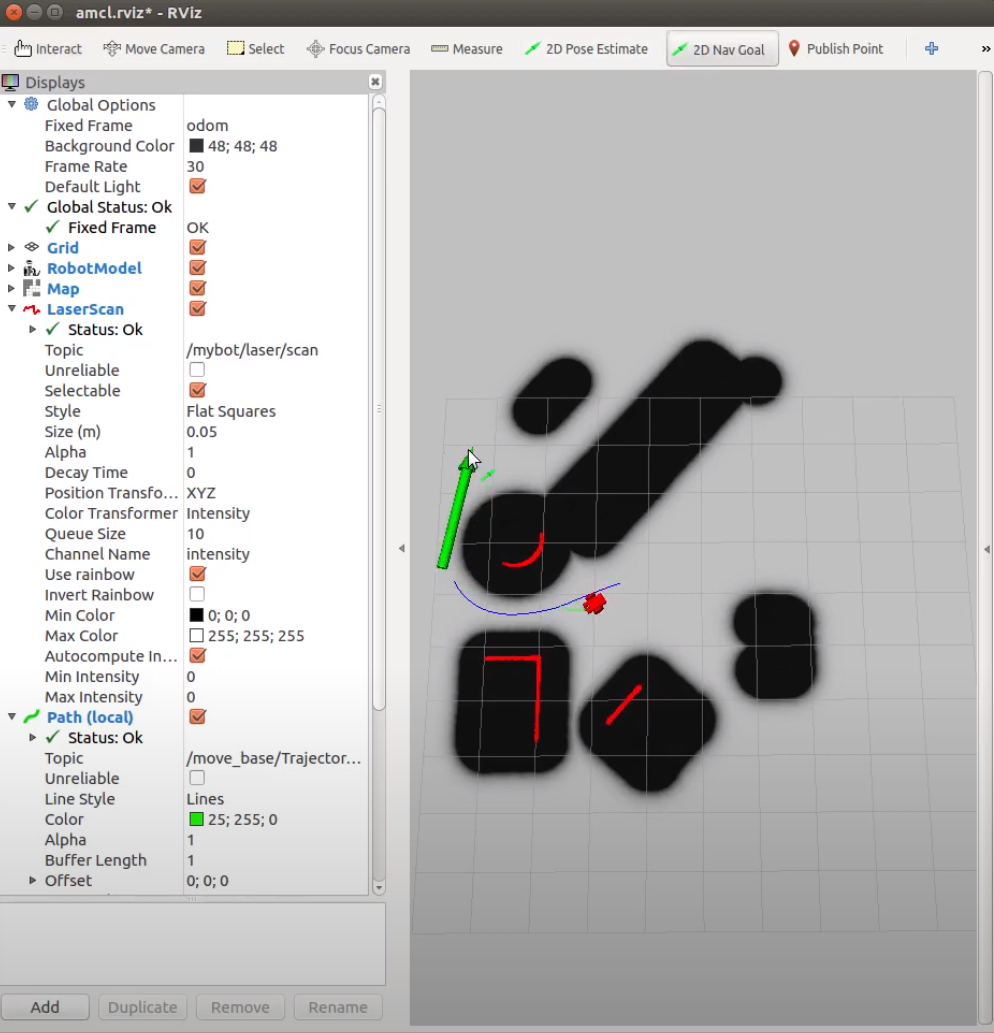 amcl.rviz* - RViz
Interact Move Camera Select Focus Camera Measure 2D Pose Estimate 2D Nav Goal Publish Point »
Displays
Global Options
Fixed Frame odom
Background Color 48; 48; 48
Frame Rate 30
Default Light
Global Status: Ok
Fixed Frame OK
Grid
RobotModel
Map
LaserScan
Status: Ok
Topic /mybot/laser/scan
Unreliable
Selectable
Style Flat Squares
Size (m) 0.05
Alpha 1
Decay Time 0
Position Transfo... XYZ
Color Transformer Intensity
Queue Size 10
Channel Name intensity
Use rainbow
Invert Rainbow
Min Color 0; 0; 0
Max Color 255; 255; 255
Autocompute In...
Min Intensity 0
Max Intensity 0
Path (local)
Status: Ok
Topic /move_base/Trajector...
Unreliable
Line Style Lines
Color 25; 255; 0
Alpha 1
Buffer Length 1
Offset 0; 0; 0
Add Duplicate Remove Rename